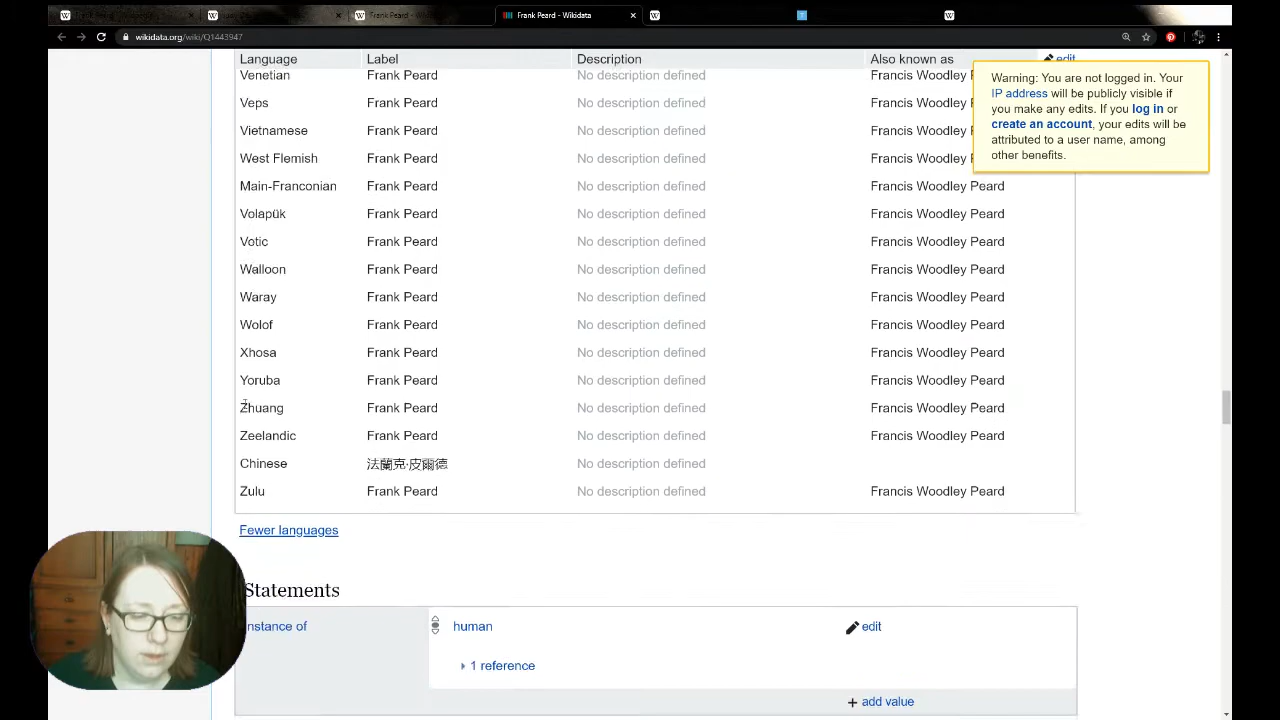 Frank Peard - Wikidata
wikidata.org/wiki/Q1443947
Language Label Description Also known as edit
Venetian Frank Peard No description defined Francis Woodley P
Veps Frank Peard No description defined Francis Woodley P
Vietnamese Frank Peard No description defined Francis Woodley P
West Flemish Frank Peard No description defined Francis Woodley P
Main-Franconian Frank Peard No description defined Francis Woodley Peard
Volapük Frank Peard No description defined Francis Woodley Peard
Votic Frank Peard No description defined Francis Woodley Peard
Walloon Frank Peard No description defined Francis Woodley Peard
Waray Frank Peard No description defined Francis Woodley Peard
Wolof Frank Peard No description defined Francis Woodley Peard
Xhosa Frank Peard No description defined Francis Woodley Peard
Yoruba Frank Peard No description defined Francis Woodley Peard
Zhuang Frank Peard No description defined Francis Woodley Peard
Zeelandic Frank Peard No description defined Francis Woodley Peard
Chinese 法蘭克·皮爾德 No description defined
Zulu Frank Peard No description defined Francis Woodley Peard
Warning: You are not logged in. Your
IP address will be publicly visible if
you make any edits. If you log in or
create an account, your edits will be
attributed to a user name, among
other benefits.
Fewer languages
Statements
nstance of human edit
1 reference
+ add value